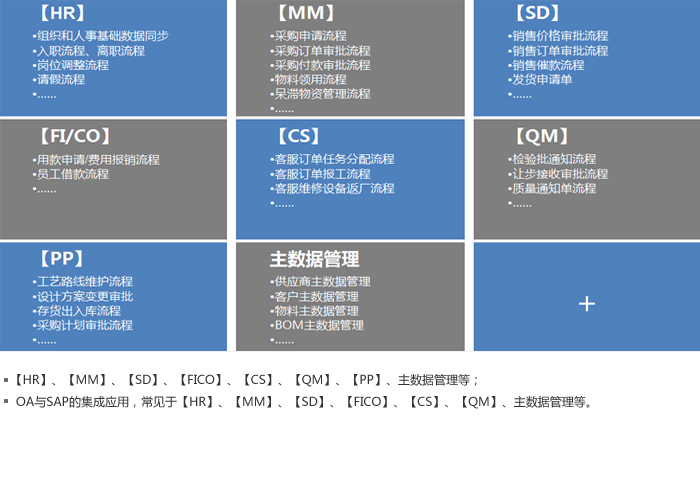 【HR】
•组织和人事基础数据同步
•入职流程、离职流程
•岗位调整流程
•请假流程
•......
【MM】
•采购申请流程
•采购订单审批流程
•采购付款审批流程
•物料领用流程
•呆滞物资管理流程
•......
【SD】
•销售价格审批流程
•销售订单审批流程
•销售催款流程
•发货申请单
•......
【FI/CO】
•用款申请/费用报销流程
•员工借款流程
•......
【CS】
•客服订单任务分配流程
•客服订单报工流程
•客服维修设备返厂流程
•......
【QM】
•检验批通知流程
•让步接收审批流程
•质量通知单流程
•......
【PP】
•工艺路线维护流程
•设计方案变更审批
•存货出入库流程
•采购计划审批流程
•......
主数据管理
•供应商主数据管理
•客户主数据管理
•物料主数据管理
•BOM主数据管理
•......
+
▪【HR】、【MM】、【SD】、【FICO】、【CS】、【QM】、【PP】、主数据管理等；
▪ OA与SAP的集成应用，常见于【HR】、【MM】、【SD】、【FICO】、【CS】、【QM】、主数据管理等。